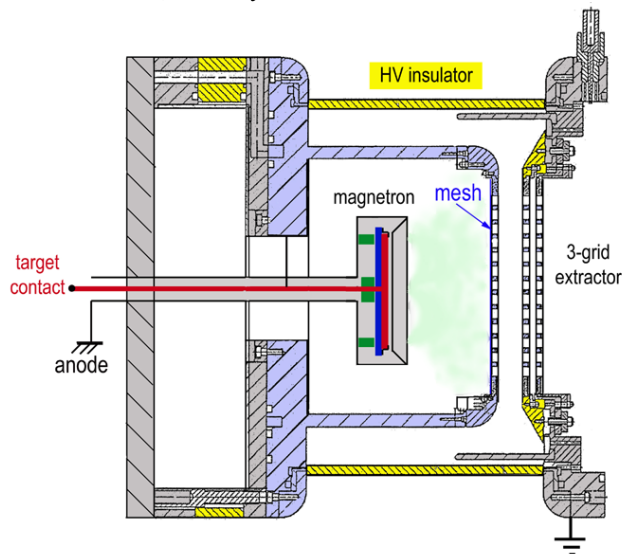 HV insulator
magnetron
mesh
target
contact
3-grid
extractor
anode